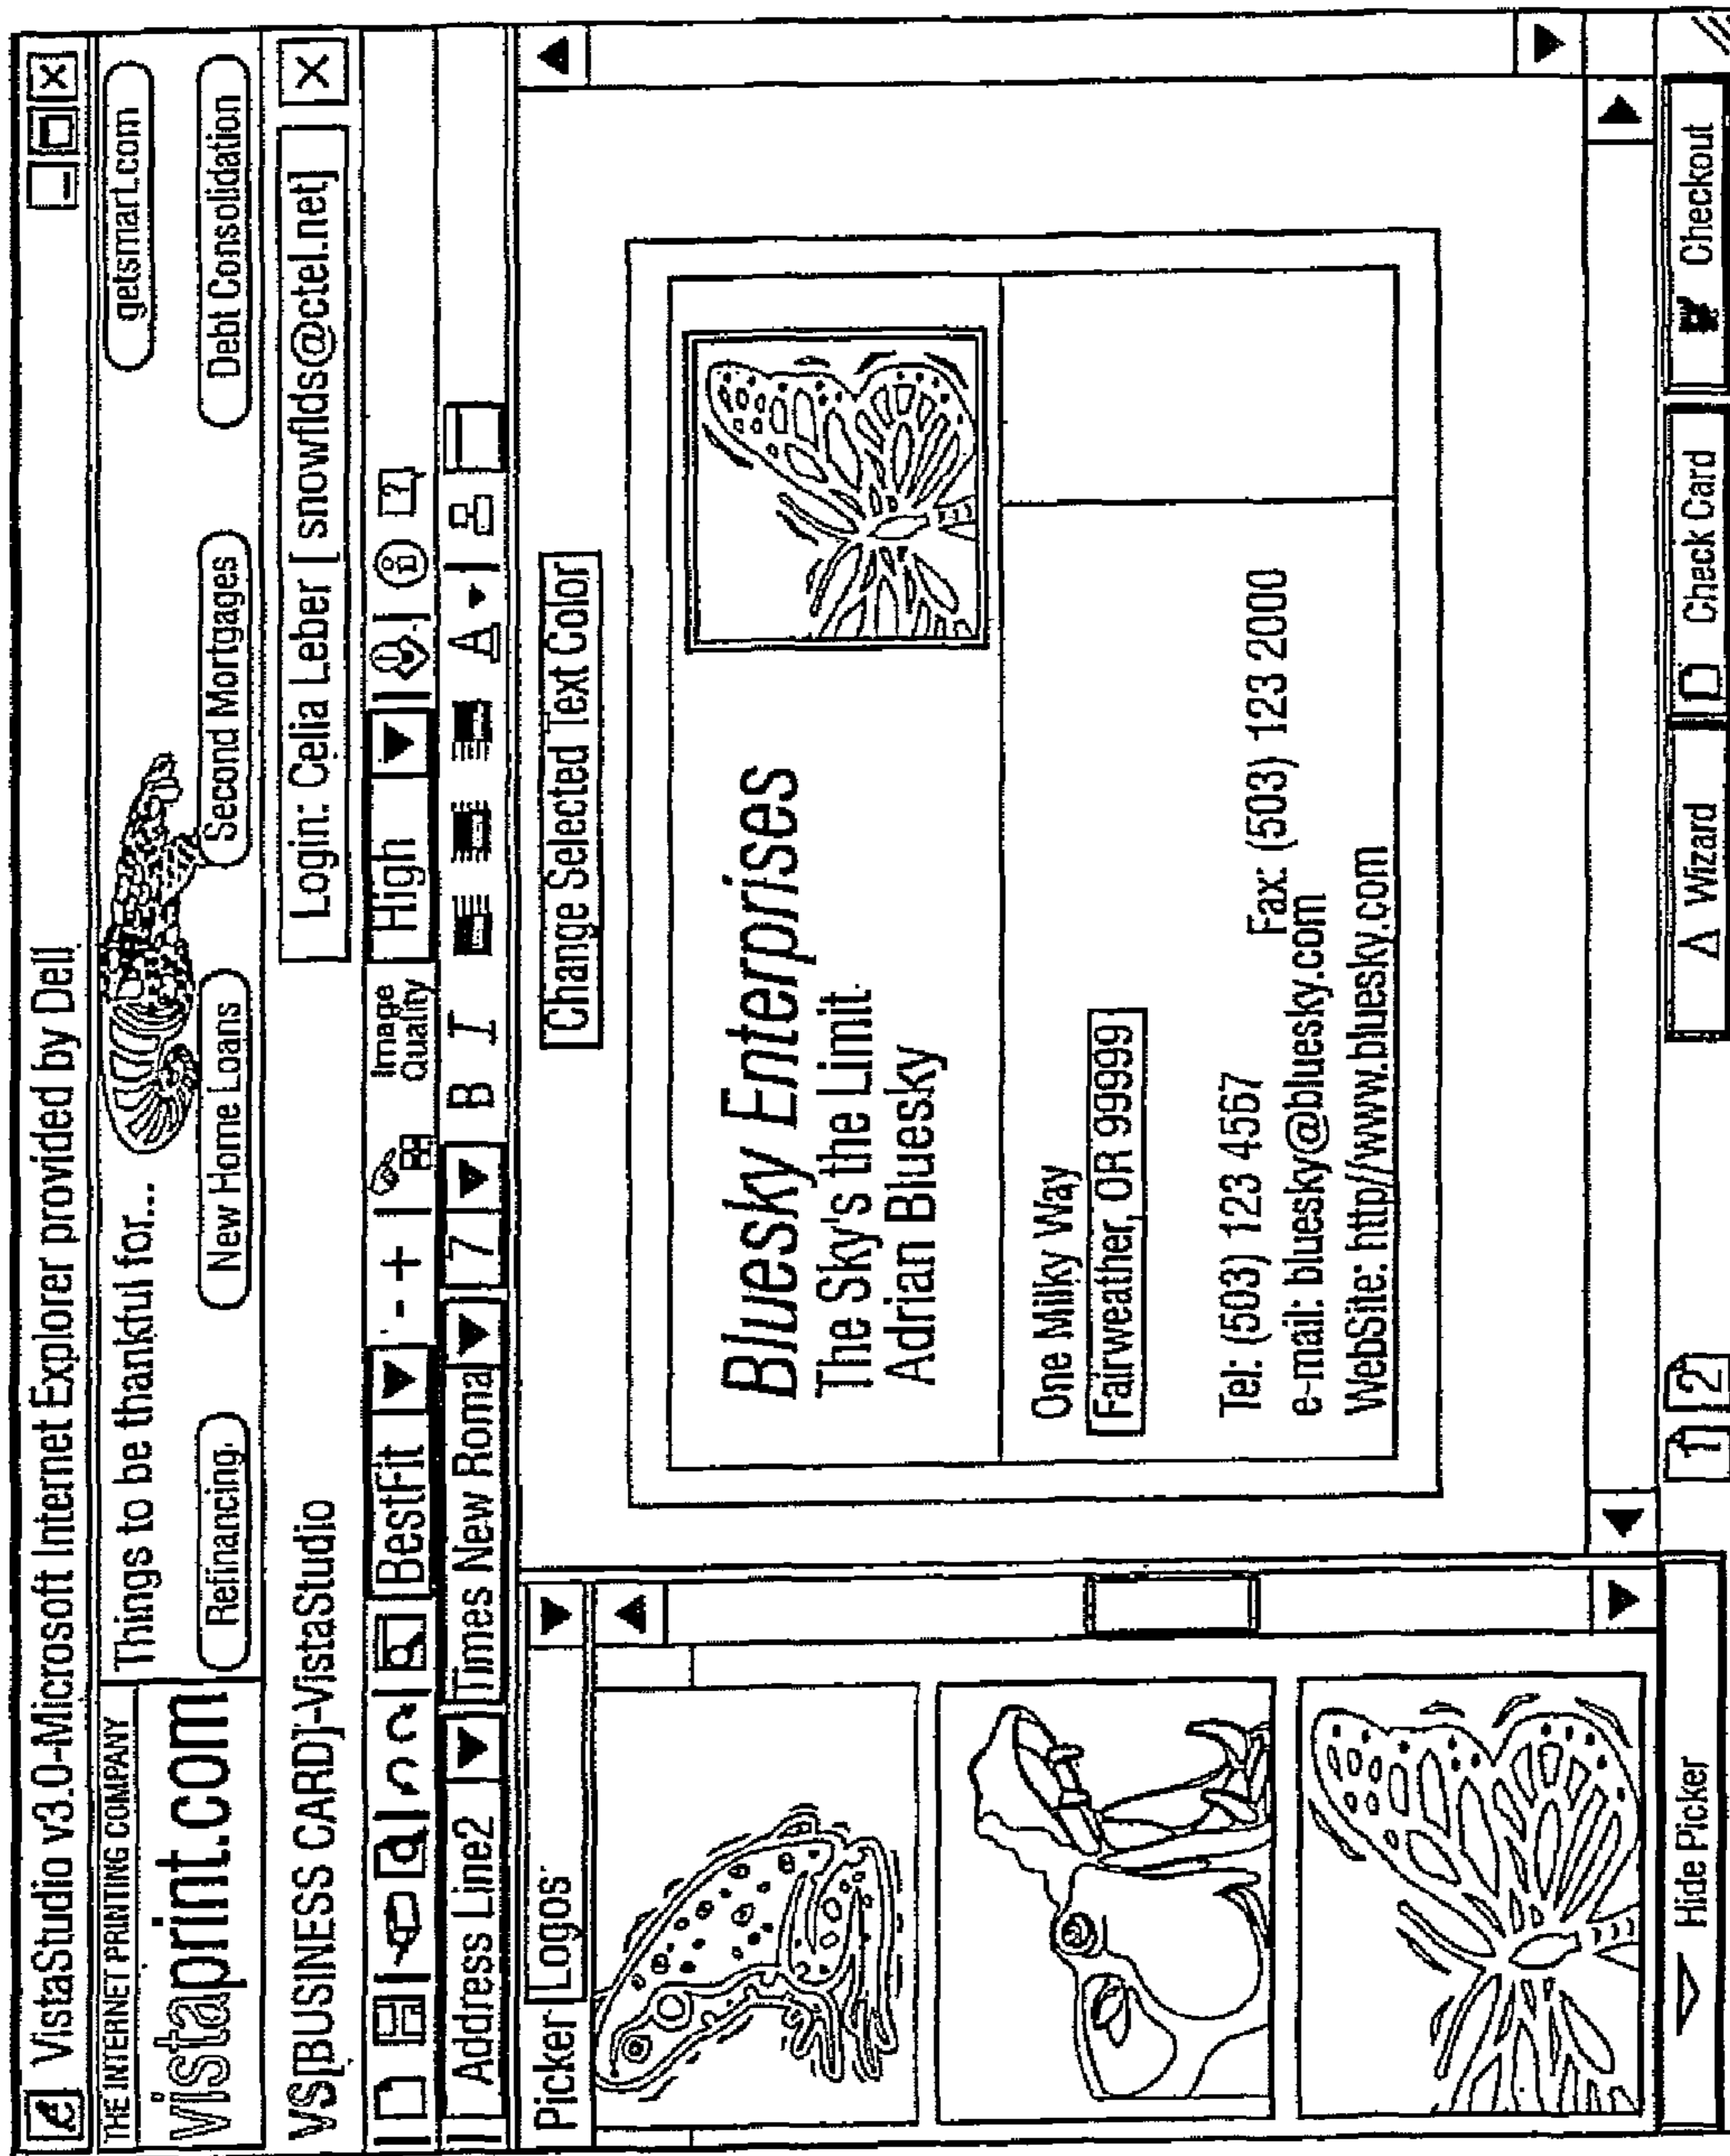 VistaStudio v3.0-Microsoft Internet Explorer provided by Dell
THE INTERNET PRINTING COMPANY
vistaprint.com
Things to be thankful for...
getsmart.com
Refinancing
New Home Loans
Second Mortgages
Debt Consolidation
VS[BUSINESS CARD]-VistaStudio
Login: Celia Leber [ snowflds@ctel.net]
BestFit
- +
Image Quality
High
Address Line2
Times New Roma
7
B I
A
Picker
Logos
Change Selected Text Color
Bluesky Enterprises
The Sky's the Limit
Adrian Bluesky
One Milky Way
Fairweather, OR 99999
Tel: (503) 123 4567
Fax: (503) 123 2000
e-mail: bluesky@bluesky.com
WebSite: http//www.bluesky.com
Hide Picker
1 2
Wizard
Check Card
Checkout